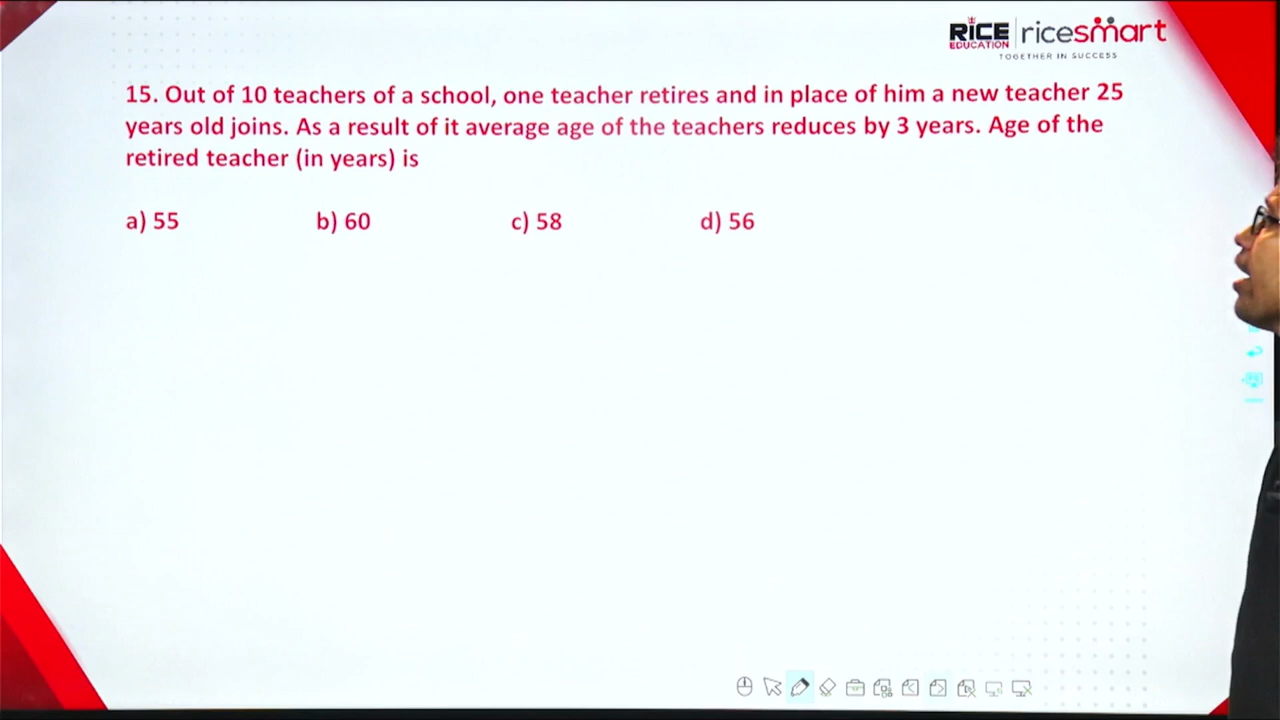 RICE
EDUCATION
ricesmart
TOGETHER IN SUCCESS
15. Out of 10 teachers of a school, one teacher retires and in place of him a new teacher 25
years old joins. As a result of it average age of the teachers reduces by 3 years. Age of the
retired teacher (in years) is
a) 55 b) 60 c) 58 d) 56